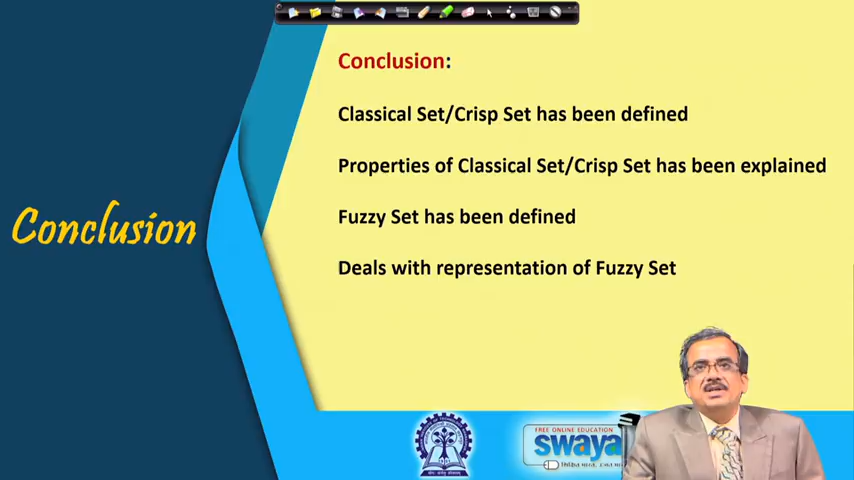 Conclusion:
Classical Set/Crisp Set has been defined
Properties of Classical Set/Crisp Set has been explained
Conclusion
Fuzzy Set has been defined
Deals with representation of Fuzzy Set
FREE ONLINE EDUCATION
swaya